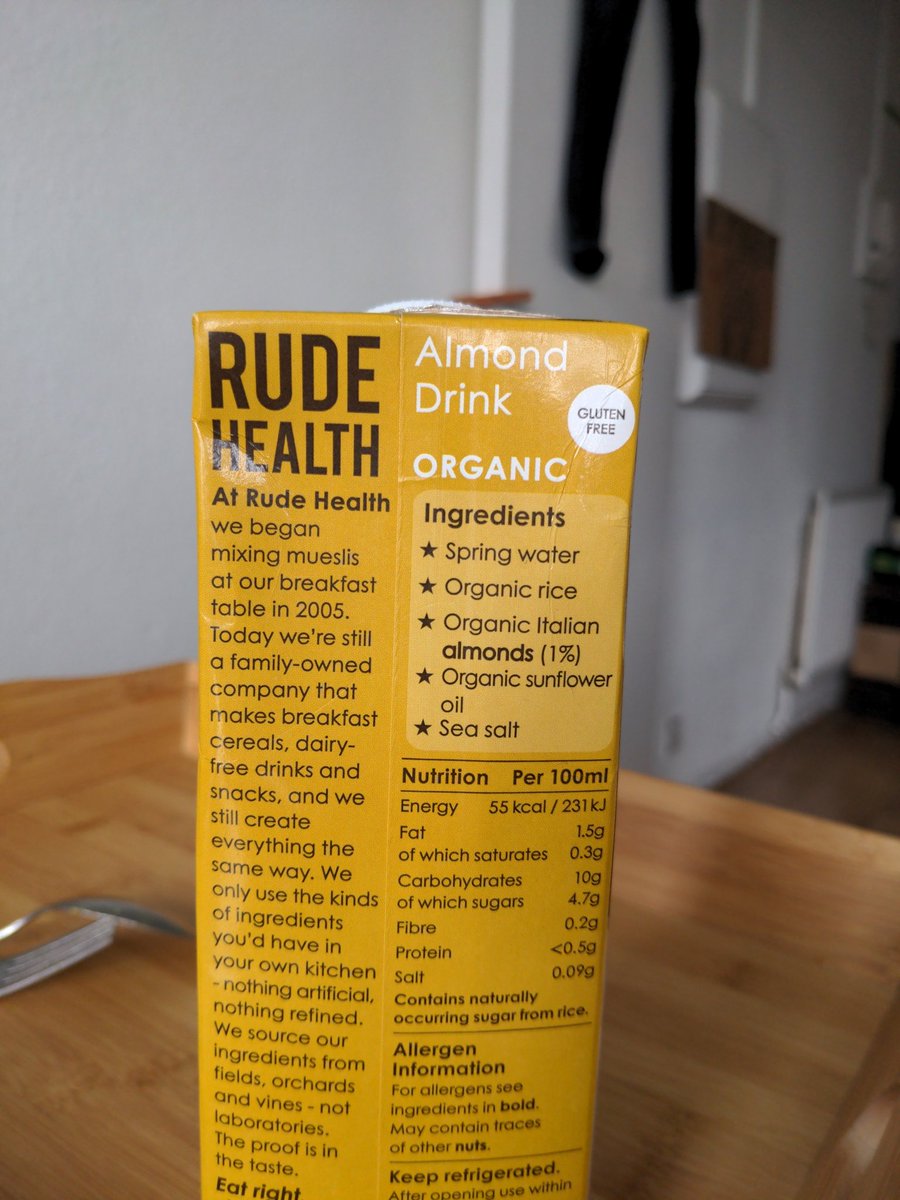 RUDE
HEALTH
At Rude Health
we began
mixing mueslis
at our breakfast
table in 2005.
Today we're still
a family-owned
company that
makes breakfast
cereals, dairy-
free drinks and
snacks, and we
still create
everything the
same way. We
only use the kinds
of ingredients
you'd have in
your own kitchen
- nothing artificial,
nothing refined.
We source our
ingredients from
fields, orchards
and vines - not
laboratories.
The proof is in
the taste.
Eat right
Almond
Drink
GLUTEN
FREE
ORGANIC
Ingredients
★ Spring water
★ Organic rice
★ Organic Italian
almonds (1%)
★ Organic sunflower
oil
★ Sea salt
Nutrition Per 100ml
Energy 55 kcal / 231kJ
Fat 1.5g
of which saturates 0.3g
Carbohydrates 10g
of which sugars 4.7g
Fibre 0.2g
Protein <0.5g
Salt 0.09g
Contains naturally
occurring sugar from rice.
Allergen
Information
For allergens see
ingredients in bold.
May contain traces
of other nuts.
Keep refrigerated.
After opening use within